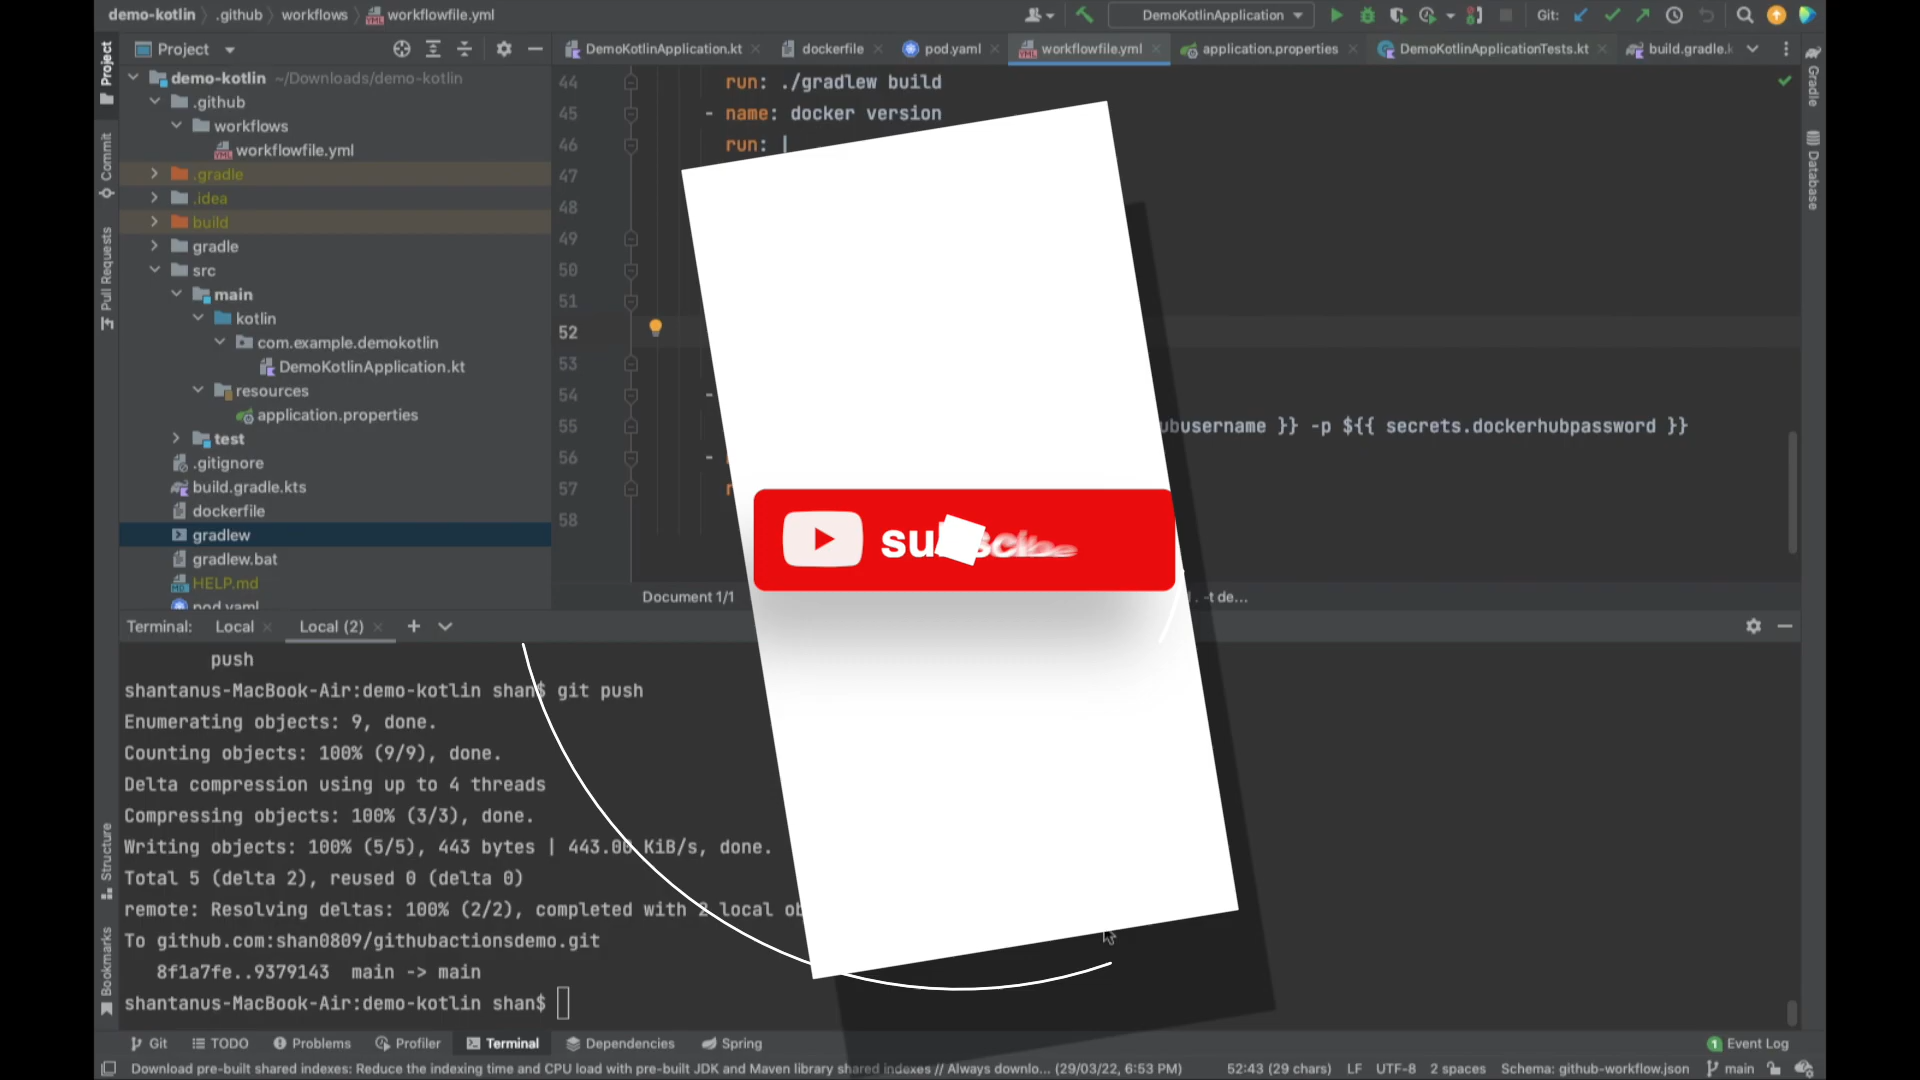 demo-kotlin .github workflows workflowfile.yml
DemoKotlinApplication Git:
Project
DemoKotlinApplication.kt dockerfile pod.yaml workflowfile.yml application.properties DemoKotlinApplicationTests.kt build.gradle.k
Project
Commit
Pull Requests
Structure
Bookmarks
demo-kotlin ~/Downloads/demo-kotlin
.github
workflows
workflowfile.yml
.gradle
.idea
build
gradle
src
main
kotlin
com.example.demokotlin
DemoKotlinApplication.kt
resources
application.properties
test
.gitignore
build.gradle.kts
dockerfile
gradlew
gradlew.bat
HELP.md
pod.yaml
44 run: ./gradlew build
45 - name: docker version
46 run: |
47
48
49
50
51
52
53
54 -
55 ubusername }} -p ${{ secrets.dockerhubpassword }}
56 -
57
58
Gradle
Database
Document 1/1 . -t de...
Terminal: Local Local (2)
push
shantanus-MacBook-Air:demo-kotlin shan$ git push
Enumerating objects: 9, done.
Counting objects: 100% (9/9), done.
Delta compression using up to 4 threads
Compressing objects: 100% (3/3), done.
Writing objects: 100% (5/5), 443 bytes | 443.00 KiB/s, done.
Total 5 (delta 2), reused 0 (delta 0)
remote: Resolving deltas: 100% (2/2), completed with 2 local ob
To github.com:shan0809/githubactionsdemo.git
8f1a7fe..9379143 main -> main
shantanus-MacBook-Air:demo-kotlin shan$
Git TODO Problems Profiler Terminal Dependencies Spring 1 Event Log
Download pre-built shared indexes: Reduce the indexing time and CPU load with pre-built JDK and Maven library shared indexes // Always downlo... (29/03/22, 6:53 PM) 52:43 (29 chars) LF UTF-8 2 spaces Schema: github-workflow.json main